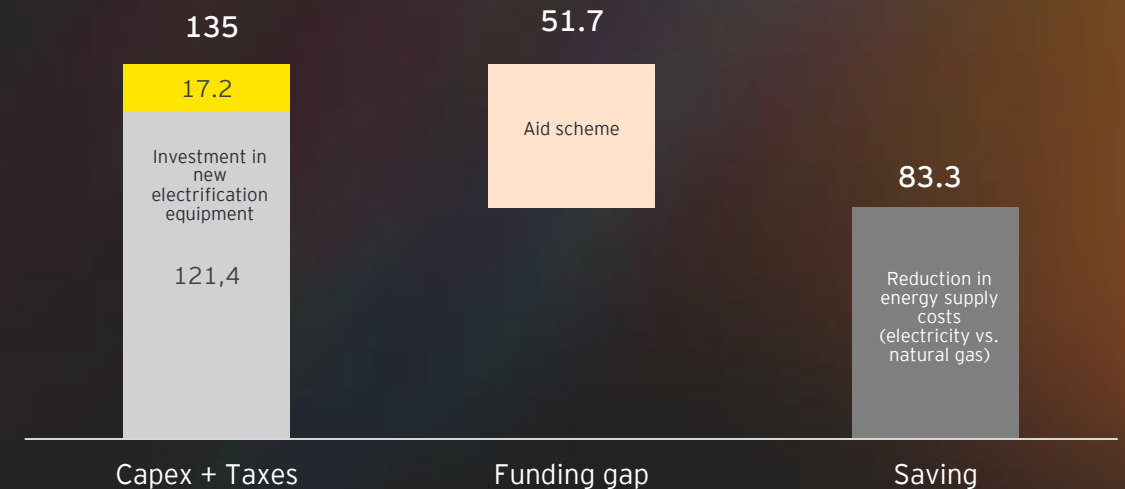 135
17.2
Investment in
new
electrification
equipment
121,4
Capex + Taxes
51.7
Aid scheme
Funding gap
83.3
Reduction in
energy supply
costs
(electricity vs.
natural gas)
Saving